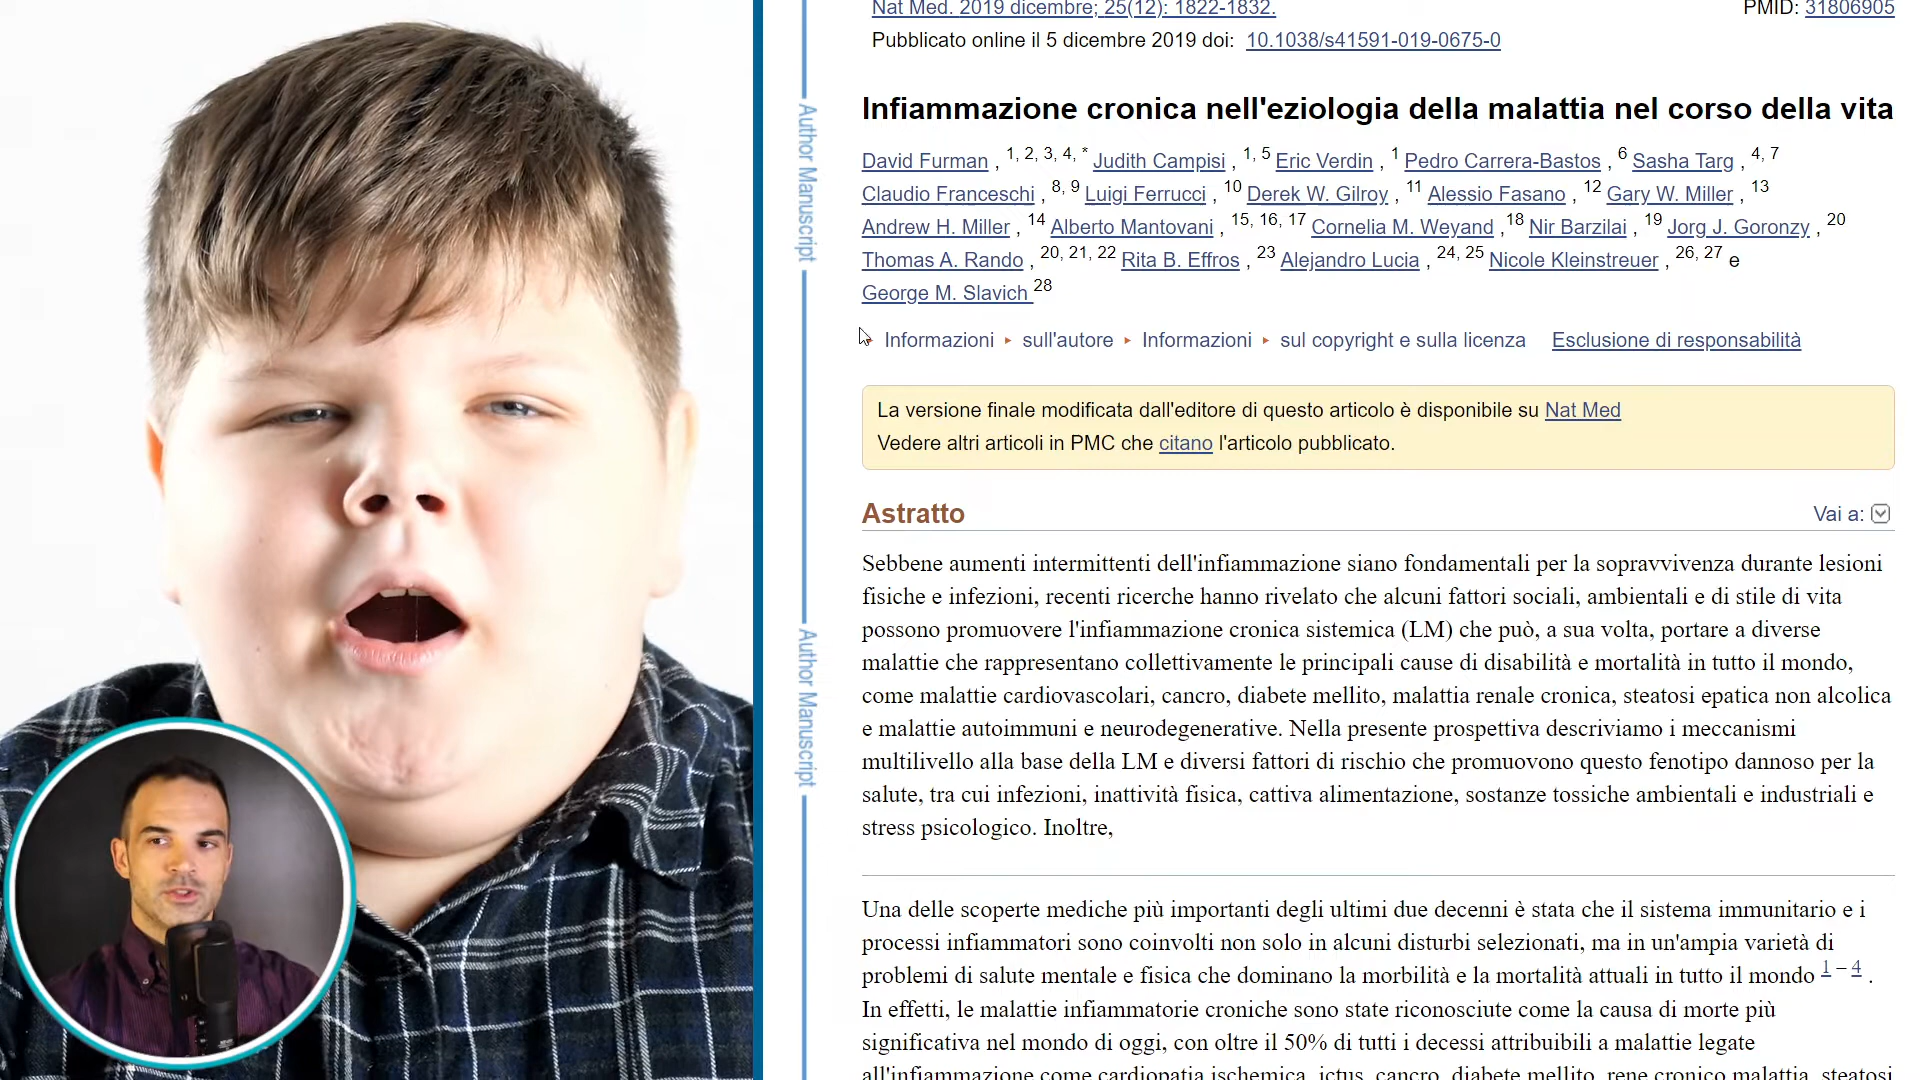 Nat Med. 2019 dicembre; 25(12): 1822-1832.
PMID: 31806905
Pubblicato online il 5 dicembre 2019 doi: 10.1038/s41591-019-0675-0
Author Manuscript
Author Manuscript
Infiammazione cronica nell'eziologia della malattia nel corso della vita
David Furman , 1, 2, 3, 4, * Judith Campisi , 1, 5 Eric Verdin , 1 Pedro Carrera-Bastos , 6 Sasha Targ , 4, 7
Claudio Franceschi , 8, 9 Luigi Ferrucci , 10 Derek W. Gilroy , 11 Alessio Fasano , 12 Gary W. Miller , 13
Andrew H. Miller , 14 Alberto Mantovani , 15, 16, 17 Cornelia M. Weyand , 18 Nir Barzilai , 19 Jorg J. Goronzy , 20
Thomas A. Rando , 20, 21, 22 Rita B. Effros , 23 Alejandro Lucia , 24, 25 Nicole Kleinstreuer , 26, 27 e
George M. Slavich 28
Informazioni ▸ sull'autore ▸ Informazioni ▸ sul copyright e sulla licenza Esclusione di responsabilità
La versione finale modificata dall'editore di questo articolo è disponibile su Nat Med
Vedere altri articoli in PMC che citano l'articolo pubblicato.
Astratto
Vai a:
Sebbene aumenti intermittenti dell'infiammazione siano fondamentali per la sopravvivenza durante lesioni
fisiche e infezioni, recenti ricerche hanno rivelato che alcuni fattori sociali, ambientali e di stile di vita
possono promuovere l'infiammazione cronica sistemica (LM) che può, a sua volta, portare a diverse
malattie che rappresentano collettivamente le principali cause di disabilità e mortalità in tutto il mondo,
come malattie cardiovascolari, cancro, diabete mellito, malattia renale cronica, steatosi epatica non alcolica
e malattie autoimmuni e neurodegenerative. Nella presente prospettiva descriviamo i meccanismi
multilivello alla base della LM e diversi fattori di rischio che promuovono questo fenotipo dannoso per la
salute, tra cui infezioni, inattività fisica, cattiva alimentazione, sostanze tossiche ambientali e industriali e
stress psicologico. Inoltre,
Una delle scoperte mediche più importanti degli ultimi due decenni è stata che il sistema immunitario e i
processi infiammatori sono coinvolti non solo in alcuni disturbi selezionati, ma in un'ampia varietà di
problemi di salute mentale e fisica che dominano la morbilità e la mortalità attuali in tutto il mondo 1 – 4 .
In effetti, le malattie infiammatorie croniche sono state riconosciute come la causa di morte più
significativa nel mondo di oggi, con oltre il 50% di tutti i decessi attribuibili a malattie legate
all'infiammazione come cardiopatia ischemica, ictus, cancro, diabete mellito, rene cronico malattia, steatosi